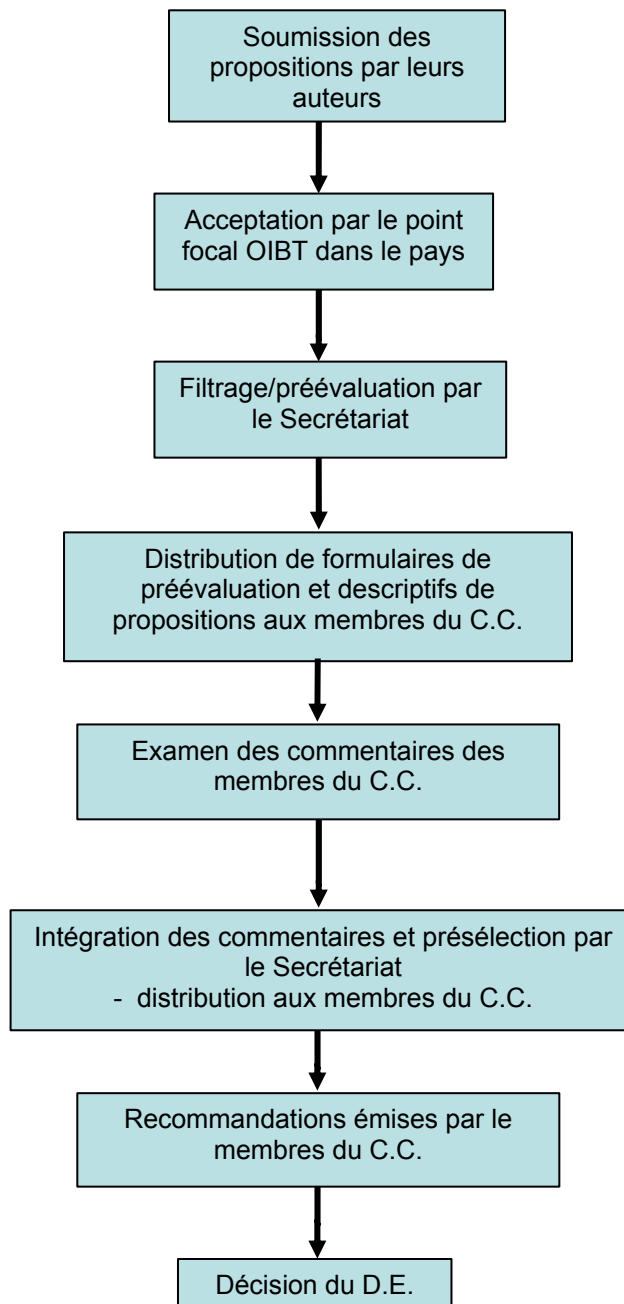 Soumission des
propositions par leurs
auteurs
Acceptation par le point
focal OIBT dans le pays
Filtrage/préévaluation par
le Secrétariat
Distribution de formulaires de
préévaluation et descriptifs de
propositions aux membres du C.C.
Examen des commentaires des
membres du C.C.
Intégration des commentaires et présélection par
le Secrétariat
- distribution aux membres du C.C.
Recommandations émises par le
membres du C.C.
Décision du D.E.